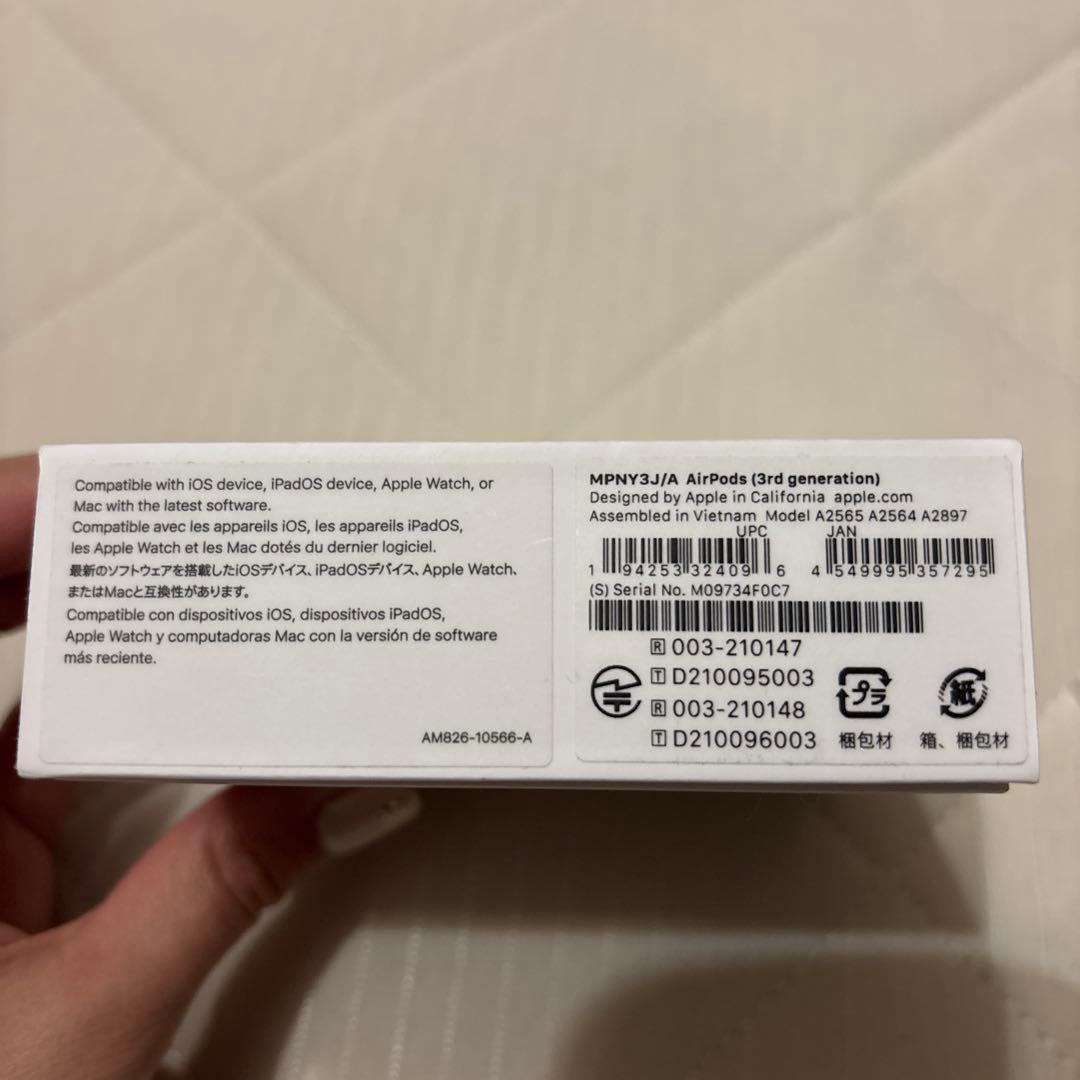 Compatible with iOS device, iPadOS device, Apple Watch, or
Mac with the latest software.
Compatible avec les appareils iOS, les appareils iPadOS,
les Apple Watch et les Mac dotés du dernier logiciel.
最新のソフトウェアを搭載したiOSデバイス、iPadOSデバイス、Apple Watch、
またはMacと互換性があります。
Compatible con dispositivos iOS, dispositivos iPadOS,
Apple Watch y computadoras Mac con la versión de software
más reciente.
AM826-10566-A
MPNY3J/A AirPods (3rd generation)
Designed by Apple in California apple.com
Assembled in Vietnam Model A2565 A2564 A2897
UPC JAN
1 94253 32409 6 4 549995 357295
(S) Serial No. M09734F0C7
R 003-210147
T D210095003
R 003-210148
T D210096003
プラ 紙
梱包材 箱、梱包材